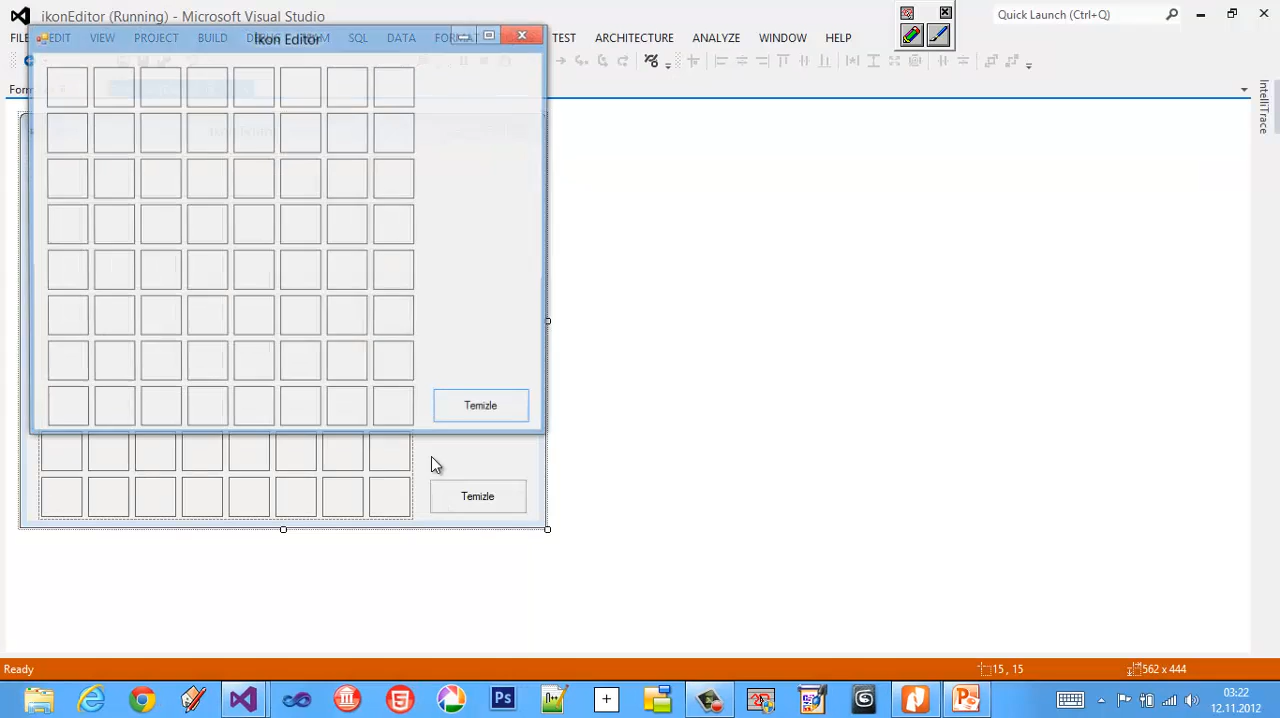 ikonEditor (Running) - Microsoft Visual Studio
Quick Launch (Ctrl+Q)
EDIT VIEW PROJECT BUILD SQL DATA TEST ARCHITECTURE ANALYZE WINDOW HELP
Ikon Editor
Temizle
Temizle
IntelliTrace
Ready
15 , 15
562 x 444
Ps
03:22
12.11.2012